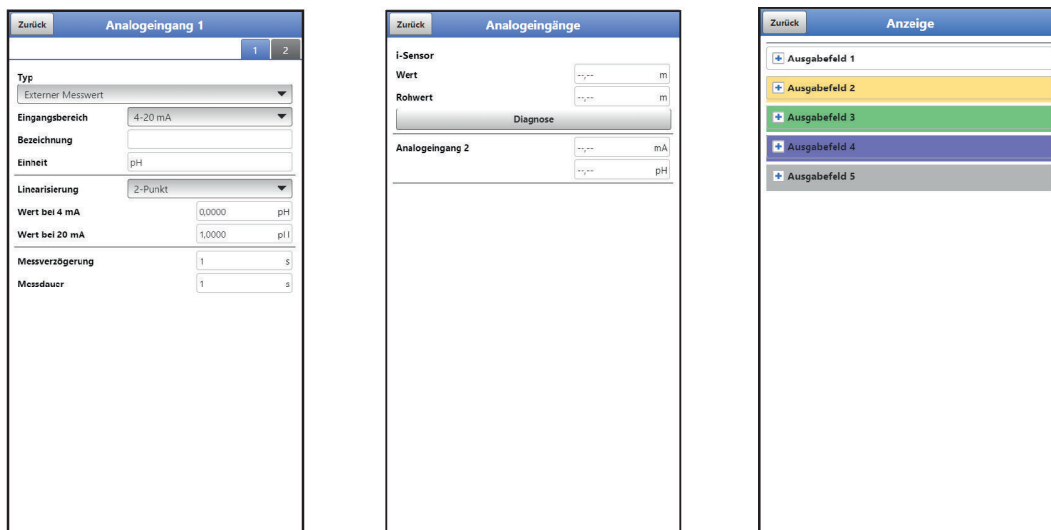 Zurück Analogeingang 1
1 2
Typ
Externer Messwert
Eingangsbereich 4-20 mA
Bezeichnung
Einheit pH
Linearisierung 2-Punkt
Wert bei 4 mA 0,0000 pH
Wert bei 20 mA 1,0000 pH
Messverzögerung 1 s
Messdauer 1 s
Zurück Analogeingänge
i-Sensor
Wert --,-- m
Rohwert --,-- m
Diagnose
Analogeingang 2 --,-- mA
--,-- pH
Zurück Anzeige
+ Ausgabefeld 1
+ Ausgabefeld 2
+ Ausgabefeld 3
+ Ausgabefeld 4
+ Ausgabefeld 5